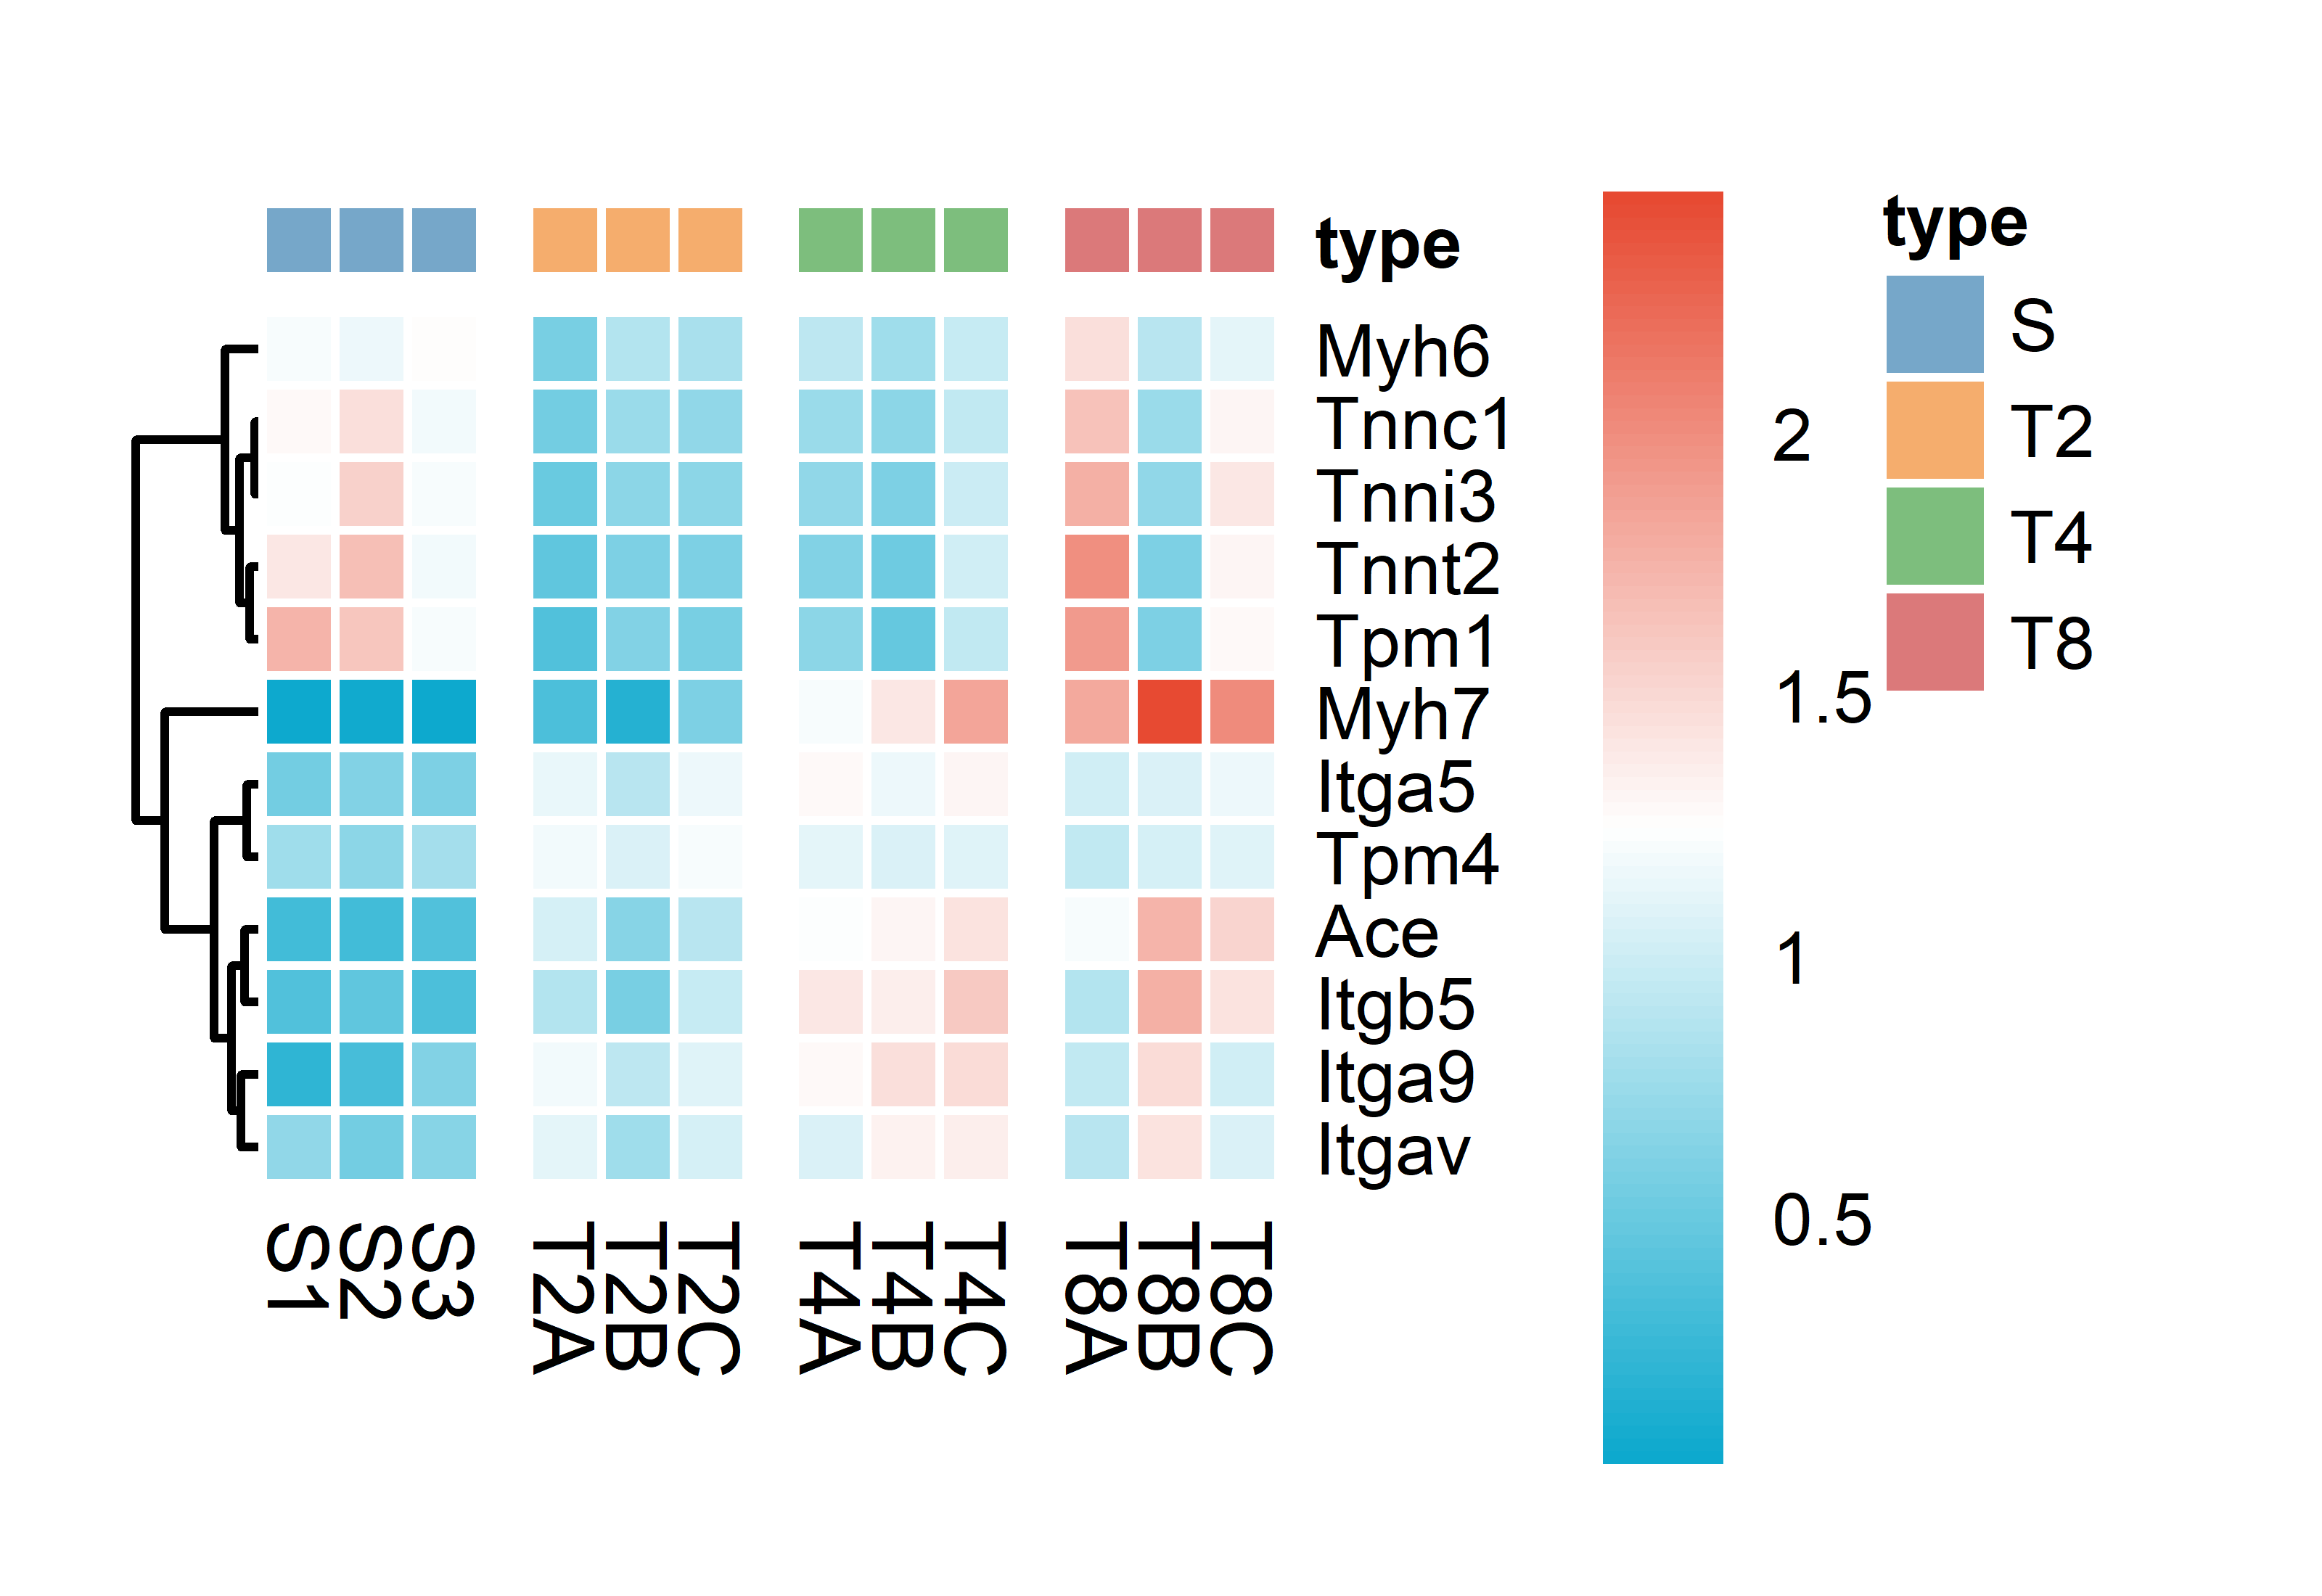 type
Myh6
Tnnc1
Tnni3
Tnnt2
Tpm1
Myh7
Itga5
Tpm4
Ace
Itgb5
Itga9
Itgav
S1
S2
S3
T2A
T2B
T2C
T4A
T4B
T4C
T8A
T8B
T8C
2
1.5
1
0.5
type
S
T2
T4
T8